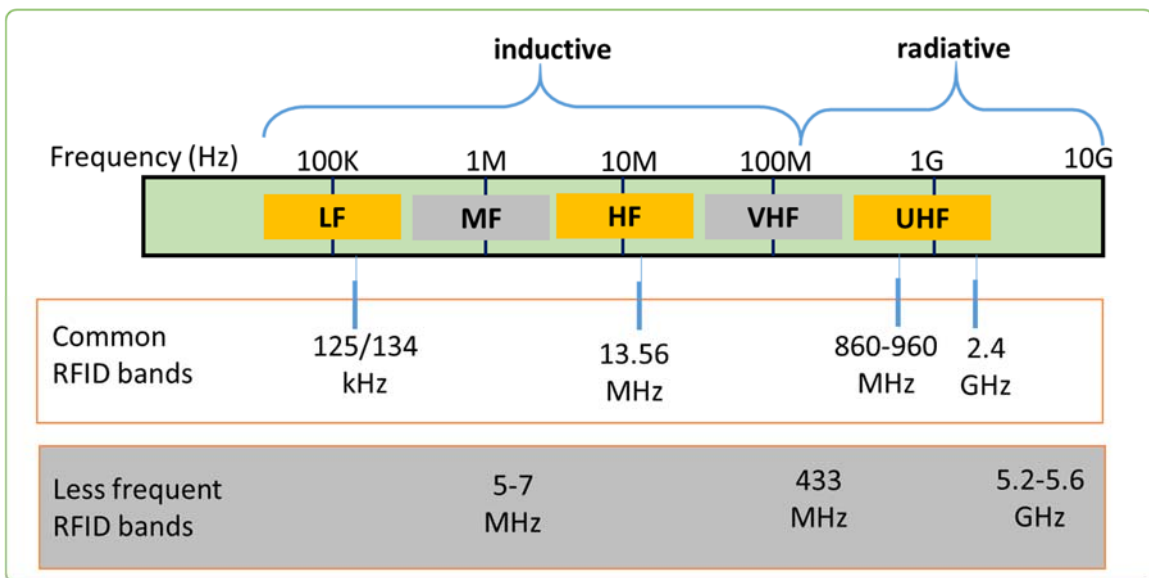 inductive radiative
Frequency (Hz) 100K 1M 10M 100M 1G 10G
LF MF HF VHF UHF
Common RFID bands
125/134 kHz
13.56 MHz
860-960 MHz
2.4 GHz
Less frequent RFID bands
5-7 MHz
433 MHz
5.2-5.6 GHz